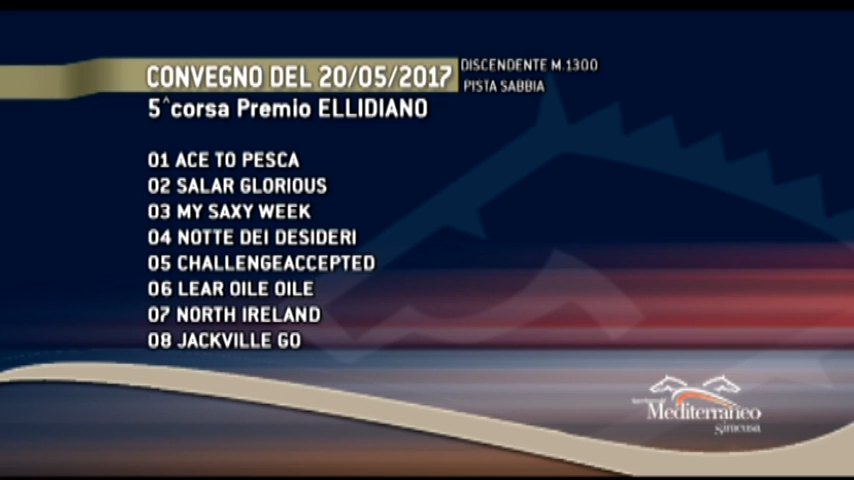 CONVEGNO DEL 20/05/2017
DISCENDENTE M.1300
PISTA SABBIA
5^corsa Premio ELLIDIANO
01 ACE TO PESCA
02 SALAR GLORIOUS
03 MY SAXY WEEK
04 NOTTE DEI DESIDERI
05 CHALLENGEACCEPTED
06 LEAR OILE OILE
07 NORTH IRELAND
08 JACKVILLE GO
Mediterraneo
Siracusa